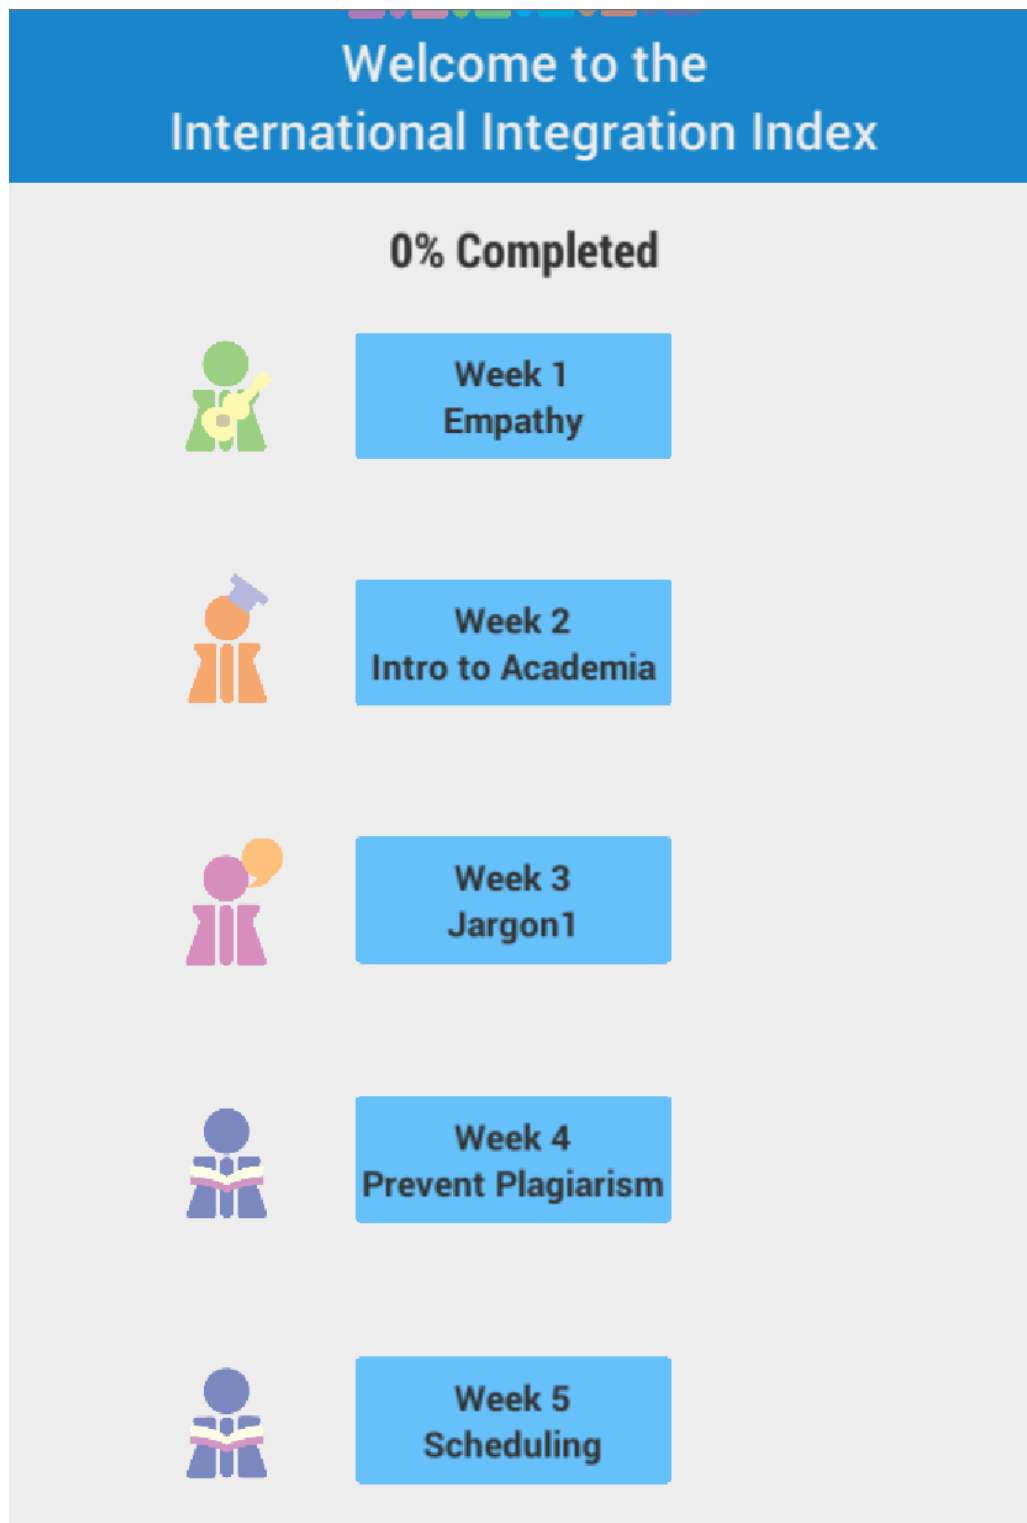 Welcome to the
International Integration Index
0% Completed
Week 1
Empathy
Week 2
Intro to Academia
Week 3
Jargon1
Week 4
Prevent Plagiarism
Week 5
Scheduling